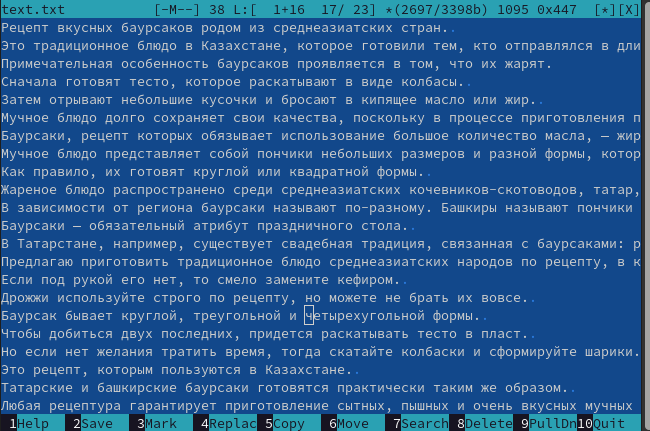 text.txt [-M--] 38 L:[ 1+16 17/ 23] *(2697/3398b) 1095 0x447 [*][X]
Рецепт вкусных баурсаков родом из среднеазиатских стран..
Это традиционное блюдо в Казахстане, которое готовили тем, кто отправлялся в дли
Примечательная особенность баурсаков проявляется в том, что их жарят.
Сначала готовят тесто, которое раскатывают в виде колбасы..
Затем отрывают небольшие кусочки и бросают в кипящее масло или жир..
Мучное блюдо долго сохраняет свои качества, поскольку в процессе приготовления п
Баурсаки, рецепт которых обязывает использование большое количество масла, — жир
Мучное блюдо представляет собой пончики небольших размеров и разной формы, котор
Как правило, их готовят круглой или квадратной формы..
Жареное блюдо распространено среди среднеазиатских кочевников-скотоводов, татар,
В зависимости от региона баурсаки называют по-разному. Башкиры называют пончики
Баурсаки — обязательный атрибут праздничного стола..
В Татарстане, например, существует свадебная традиция, связанная с баурсаками: р
Предлагаю приготовить традиционное блюдо среднеазиатских народов по рецепту, в к
Если под рукой его нет, то смело замените кефиром..
Дрожжи используйте строго по рецепту, но можете не брать их вовсе..
Баурсак бывает круглой, треугольной и четырехугольной формы..
Чтобы добиться двух последних, придется раскатывать тесто в пласт..
Но если нет желания тратить время, тогда скатайте колбаски и сформируйте шарики.
Это рецепт, которым пользуются в Казахстане..
Татарские и башкирские баурсаки готовятся практически таким же образом..
Любая рецептура гарантирует приготовление сытных, пышных и очень вкусных мучных
1Help 2Save 3Mark 4Replac 5Copy 6Move 7Search 8Delete 9PullDn 10Quit